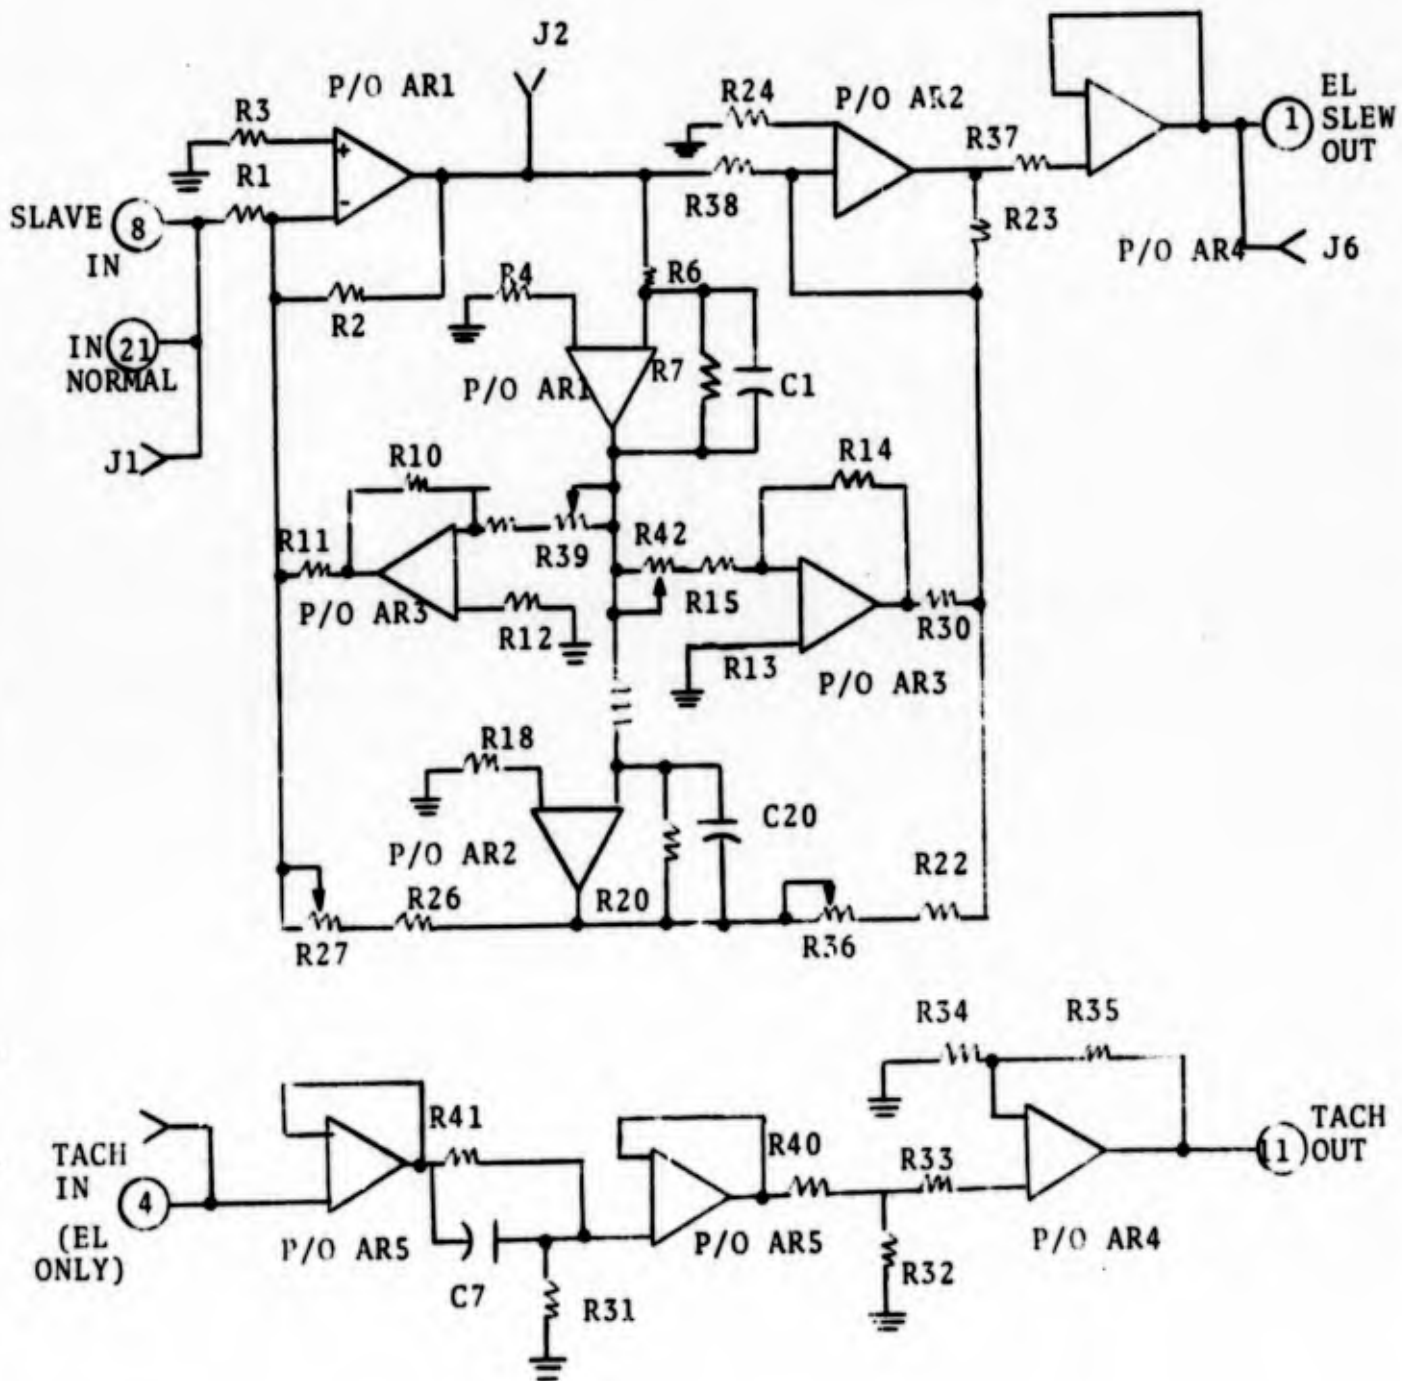 J2
P/O AR1
R3
+
-
R1
SLAVE
8
IN
R2
IN 21
NORMAL
J1
R24
P/O AR2
R38
R37
R23
EL
SLEW
OUT
1
P/O AR4
J6
R4
R6
P/O AR1
R7
C1
R10
R11
R39
P/O AR3
R12
R42
R15
R14
R13
R30
P/O AR3
R18
P/O AR2
R20
C20
R27
R26
R36
R22
TACH
IN
4
(EL
ONLY)
P/O AR5
R41
C7
R31
P/O AR5
R40
R32
R33
R34
R35
P/O AR4
11
TACH
OUT